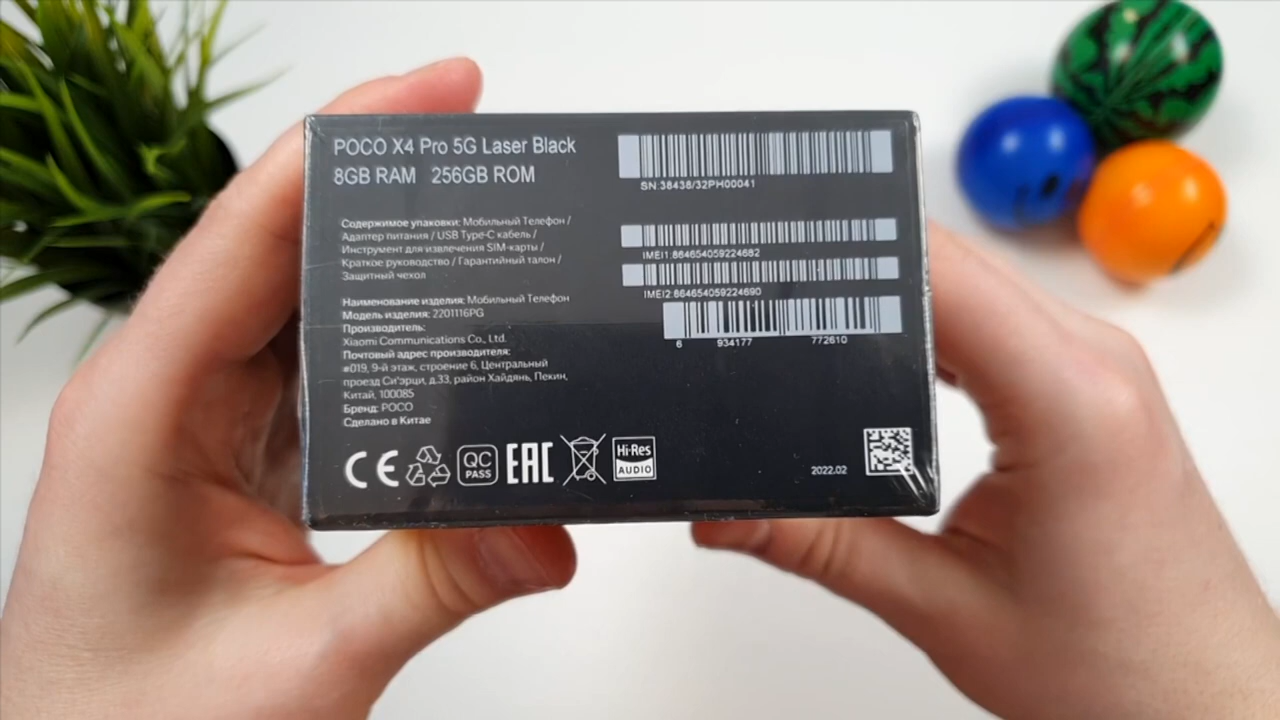 POCO X4 Pro 5G Laser Black
8GB RAM 256GB ROM
SN:38438/32PH00041
Содержимое упаковки: Мобильный Телефон /
Адаптер питания / USB Type-C кабель /
Инструмент для извлечения SIM-карты /
Краткое руководство / Гарантийный талон /
Защитный чехол
IMEI1:864654059224682
IMEI2:864654059224690
6 934177 772610
Наименование изделия: Мобильный Телефон
Модель изделия: 2201116PG
Производитель:
Xiaomi Communications Co., Ltd.
Почтовый адрес производителя:
#019, 9-й этаж, строение 6, Центральный
проезд Си'эрци, д.33, район Хайдянь, Пекин,
Китай, 100085
Бренд: POCO
Сделано в Китае
CE
QC
PASS
EAC
Hi-Res
AUDIO
2022.02